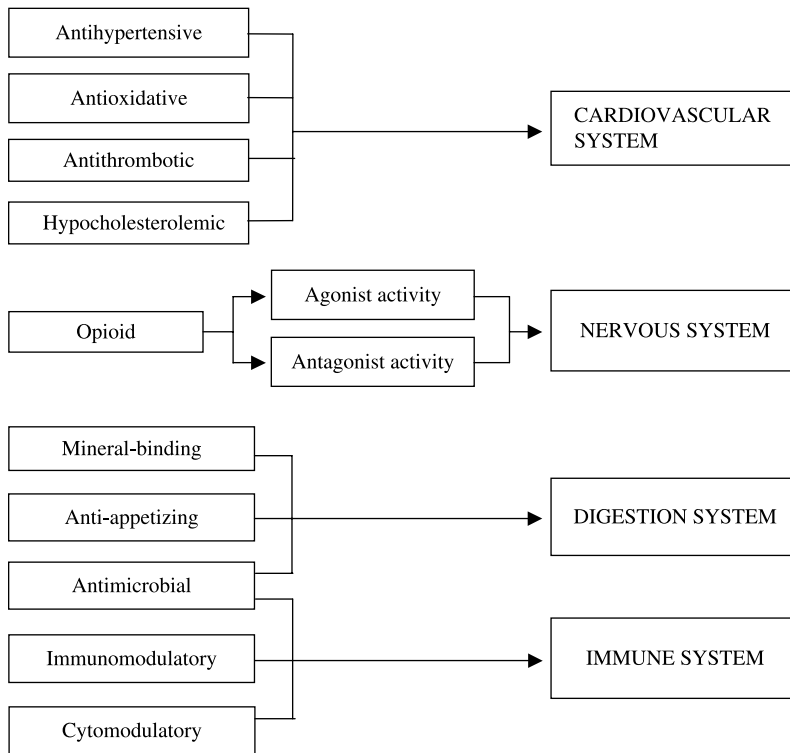 Antihypertensive
Antioxidative
Antithrombotic
Hypocholesterolemic
CARDIOVASCULAR
SYSTEM
Opioid
Agonist activity
Antagonist activity
NERVOUS SYSTEM
Mineral-binding
Anti-appetizing
Antimicrobial
DIGESTION SYSTEM
Immunomodulatory
Cytomodulatory
IMMUNE SYSTEM